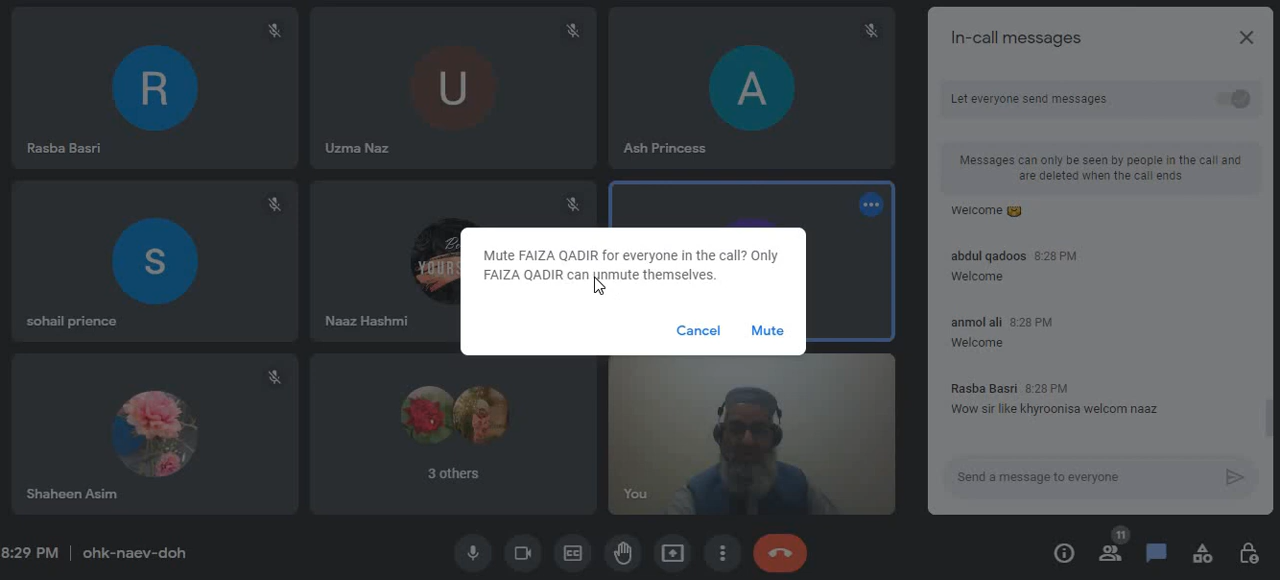 R
Rasba Basri
U
Uzma Naz
A
Ash Princess
S
sohail prience
Naaz Hashmi
Mute FAIZA QADIR for everyone in the call? Only
FAIZA QADIR can unmute themselves.
Cancel
Mute
Shaheen Asim
3 others
You
In-call messages
Let everyone send messages
Messages can only be seen by people in the call and
are deleted when the call ends
Welcome 
abdul qadoos 8:28 PM
Welcome
anmol ali 8:28 PM
Welcome
Rasba Basri 8:28 PM
Wow sir like khyroonisa welcom naaz
Send a message to everyone
8:29 PM | ohk-naev-doh
11